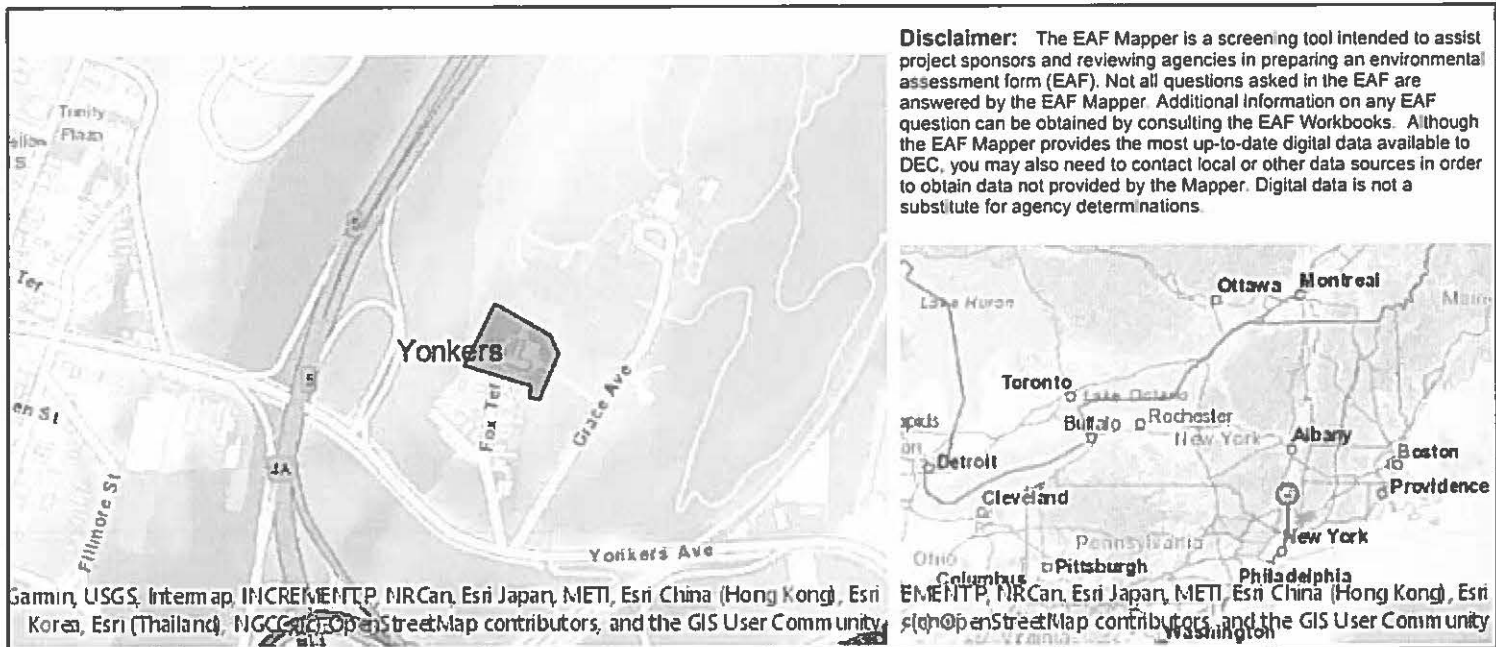 Disclaimer: The EAF Mapper is a screening tool intended to assist
project sponsors and reviewing agencies in preparing an environmental
assessment form (EAF). Not all questions asked in the EAF are
answered by the EAF Mapper. Additional information on any EAF
question can be obtained by consulting the EAF Workbooks. Although
the EAF Mapper provides the most up-to-date digital data available to
DEC, you may also need to contact local or other data sources in order
to obtain data not provided by the Mapper. Digital data is not a
substitute for agency determinations.
Trinity
Plaza
Ter
Yonkers
Fox Ter
Grace Ave
en St
Fillmore St
Yonkers Ave
Garmin, USGS, Intermap, INCREMENT P, NRCan, Esri Japan, METI, Esri China (Hong Kong), Esri
Korea, Esri (Thailand), NGCC, OpenStreetMap contributors, and the GIS User Community
Ottawa
Montreal
Lake Huron
Toronto
Lake Ontario
Buffalo
Rochester
New York
Albany
Boston
Detroit
Providence
Cleveland
New York
Pennsylvania
Ohio
Pittsburgh
Philadelphia
Columbus
EMENT P, NRCan, Esri Japan, METI, Esri China (Hong Kong), Esri
OpenStreetMap contributors, and the GIS User Community
Washington